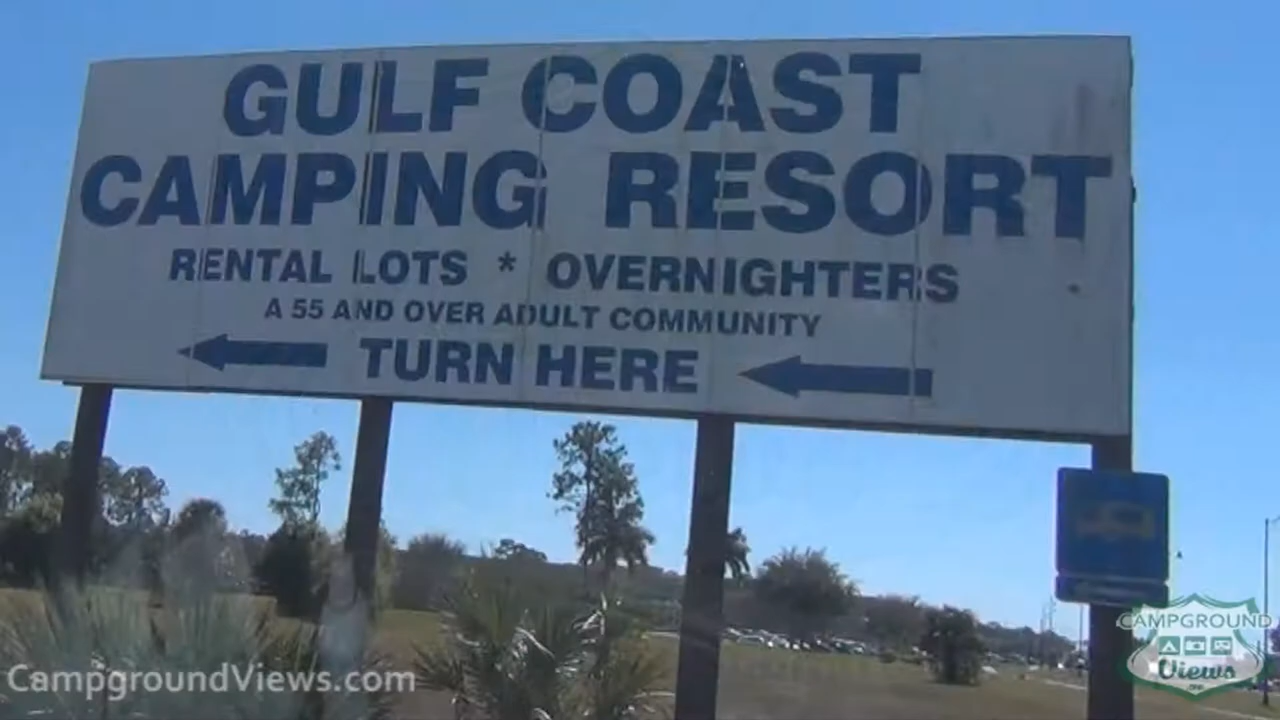 GULF COAST
CAMPING RESORT
RENTAL LOTS * OVERNIGHTERS
A 55 AND OVER ADULT COMMUNITY
TURN HERE
CampgroundViews.com
CAMPGROUND
Views